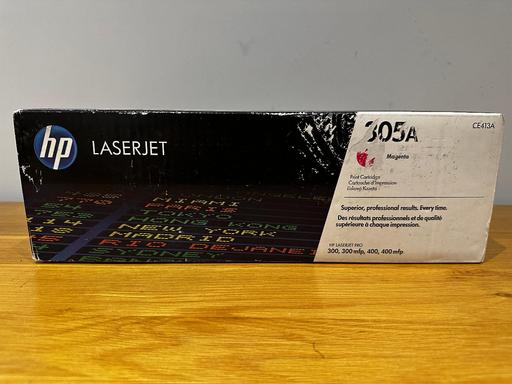 hp
LASERJET
305A
CE413A
Magenta
Print Cartridge
Cartouche d'impression
Superior, professional results. Every time.
Des résultats professionnels et de qualité
supérieure à chaque impression.
HP LASERJET PRO
300, 300 mfp, 400, 400 mfp
MIAMI
PARIS
TOKYO
HONG KONG
NEW YORK
MADRID
RIO DE JANE
SYDNEY